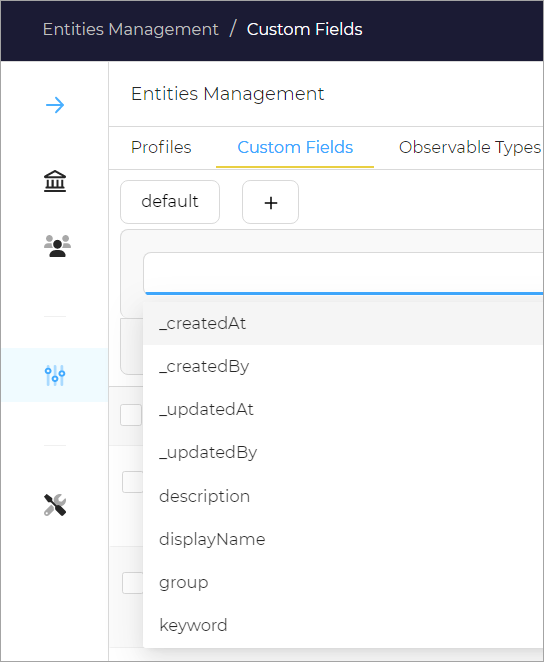 Entities Management / Custom Fields
Entities Management
Profiles Custom Fields Observable Types
default +
_createdAt
_createdBy
_updatedAt
_updatedBy
description
displayName
group
keyword